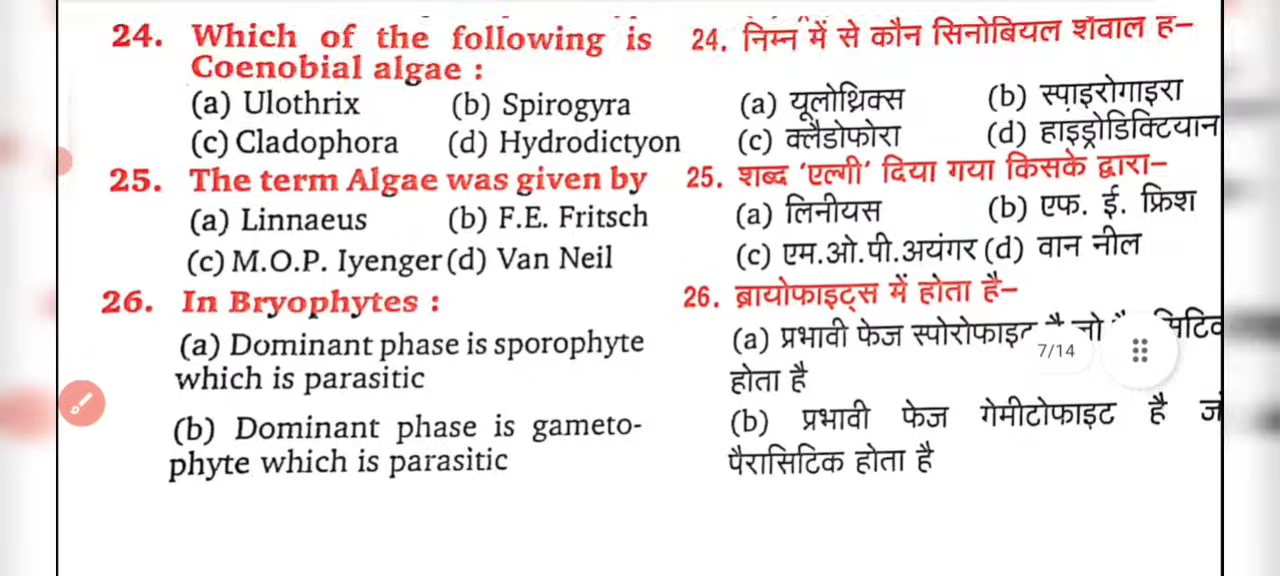 24. Which of the following is
Coenobial algae :
(a) Ulothrix (b) Spirogyra
(c) Cladophora (d) Hydrodictyon
25. The term Algae was given by
(a) Linnaeus (b) F.E. Fritsch
(c) M.O.P. Iyenger (d) Van Neil
26. In Bryophytes :
(a) Dominant phase is sporophyte
which is parasitic
(b) Dominant phase is gameto-
phyte which is parasitic
24. निम्न में से कौन सिनोबियल शैवाल है–
(a) यूलोथ्रिक्स (b) स्पाइरोगाइरा
(c) क्लैडोफोरा (d) हाइड्रोडिक्टियान
25. शब्द ‘एल्गी’ दिया गया किसके द्वारा–
(a) लिनीयस (b) एफ. ई. फ्रिश
(c) एम.ओ.पी.अयंगर (d) वान नील
26. ब्रायोफाइट्स में होता है–
(a) प्रभावी फेज
होता है
(b) प्रभावी फेज गेमीटोफाइट है
पैरासिटिक होता है
7/14